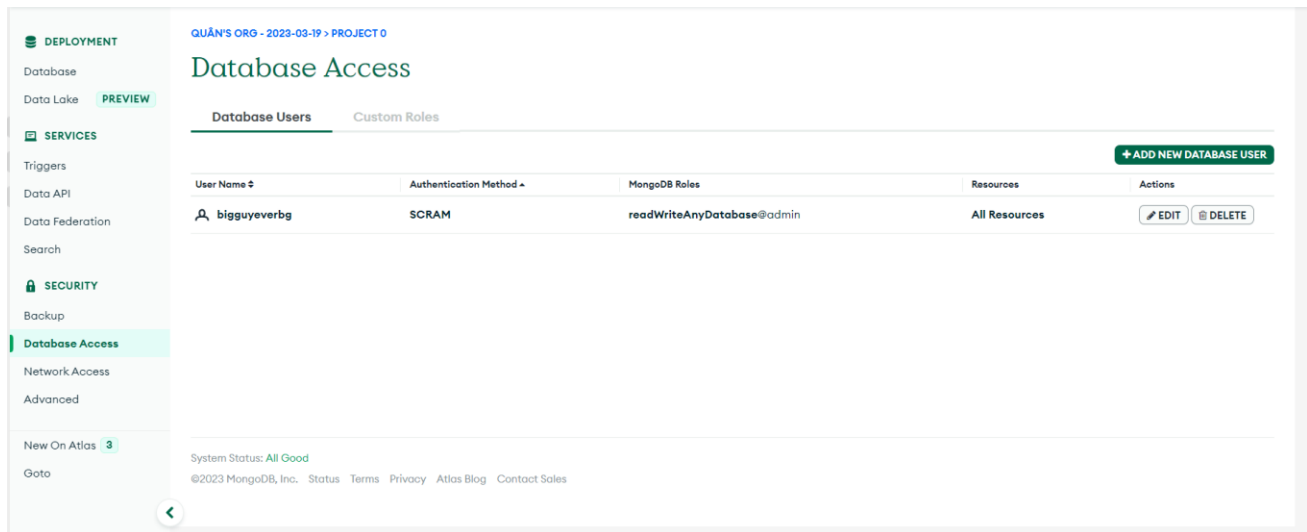 DEPLOYMENT
Database
Data Lake PREVIEW
SERVICES
Triggers
Data API
Data Federation
Search
SECURITY
Backup
Database Access
Network Access
Advanced
New On Atlas 3
Goto
QUÂN'S ORG - 2023-03-19 > PROJECT 0
Database Access
Database Users Custom Roles
+ ADD NEW DATABASE USER
User Name Authentication Method MongoDB Roles Resources Actions
bigguyeverbg SCRAM readWriteAnyDatabase@admin All Resources EDIT DELETE
System Status: All Good
©2023 MongoDB, Inc. Status Terms Privacy Atlas Blog Contact Sales